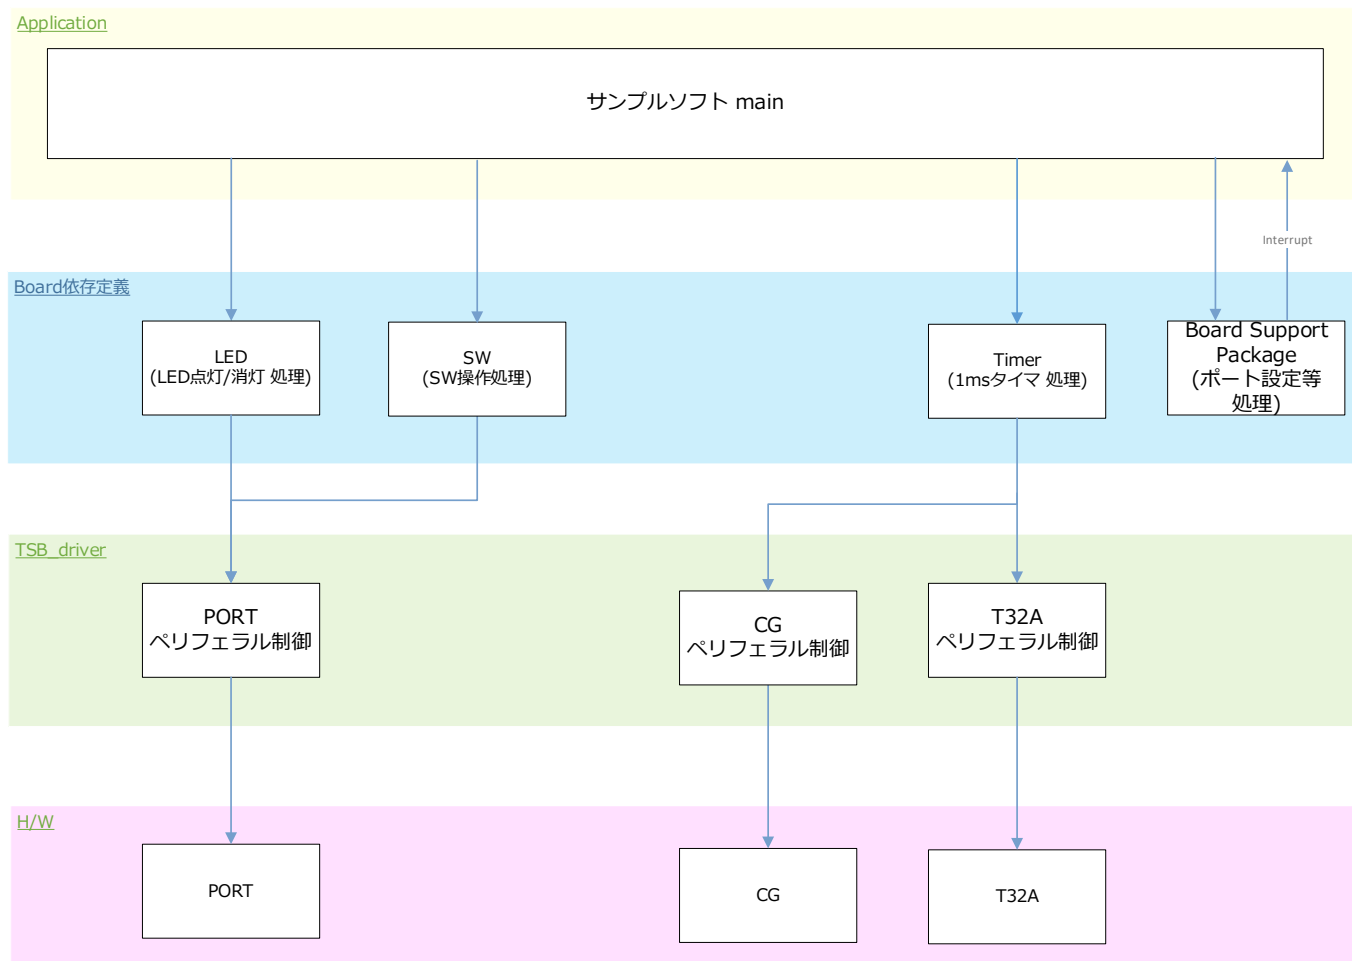 Application
サンプルソフト main
Interrupt
Board依存定義
LED
(LED点灯/消灯 処理)
SW
(SW操作処理)
Timer
(1msタイマ 処理)
Board Support
Package
(ポート設定等
処理)
TSB_driver
PORT
ペリフェラル制御
CG
ペリフェラル制御
T32A
ペリフェラル制御
H/W
PORT
CG
T32A